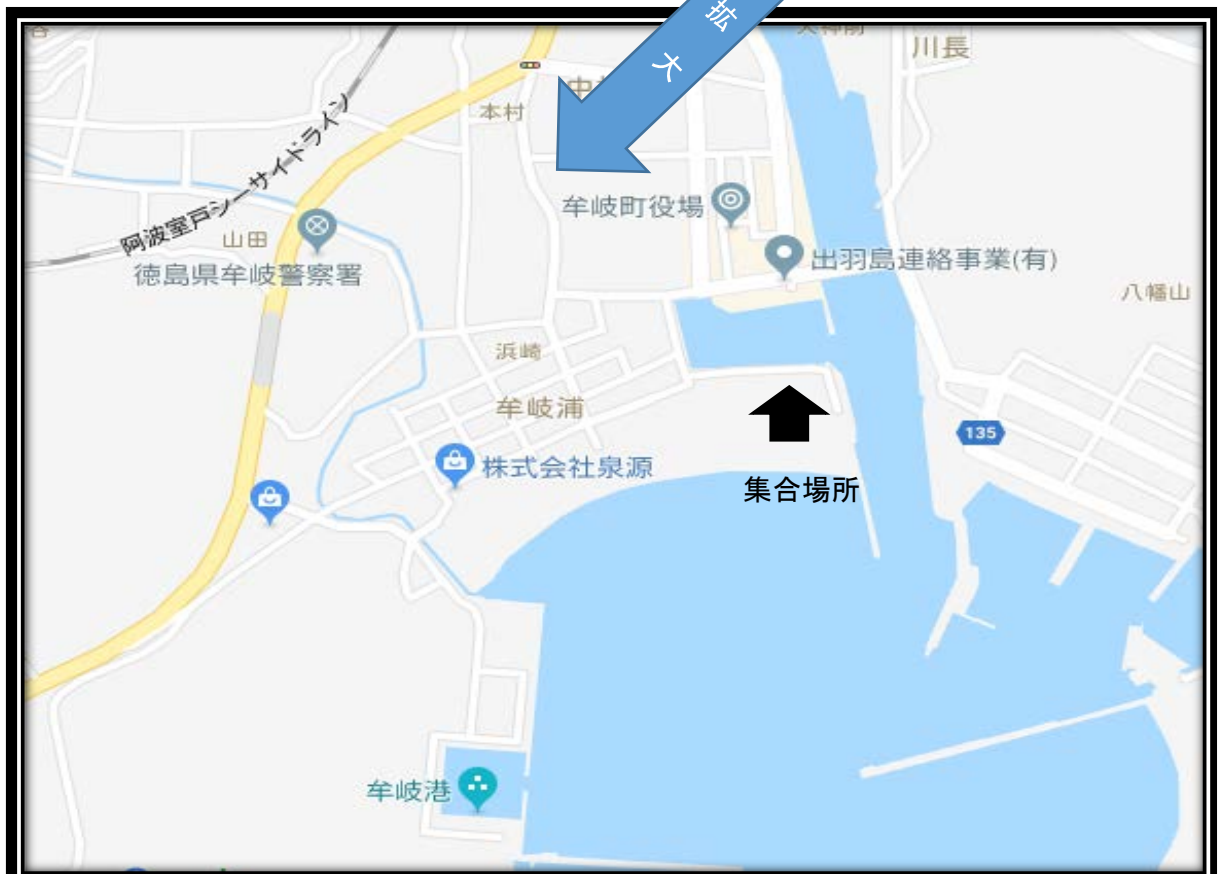 拡大
川長
本村
阿波室戸シーサイドライン
牟岐町役場
山田
徳島県牟岐警察署
出羽島連絡事業(有)
八幡山
浜崎
牟岐浦
135
株式会社泉源
集合場所
牟岐港